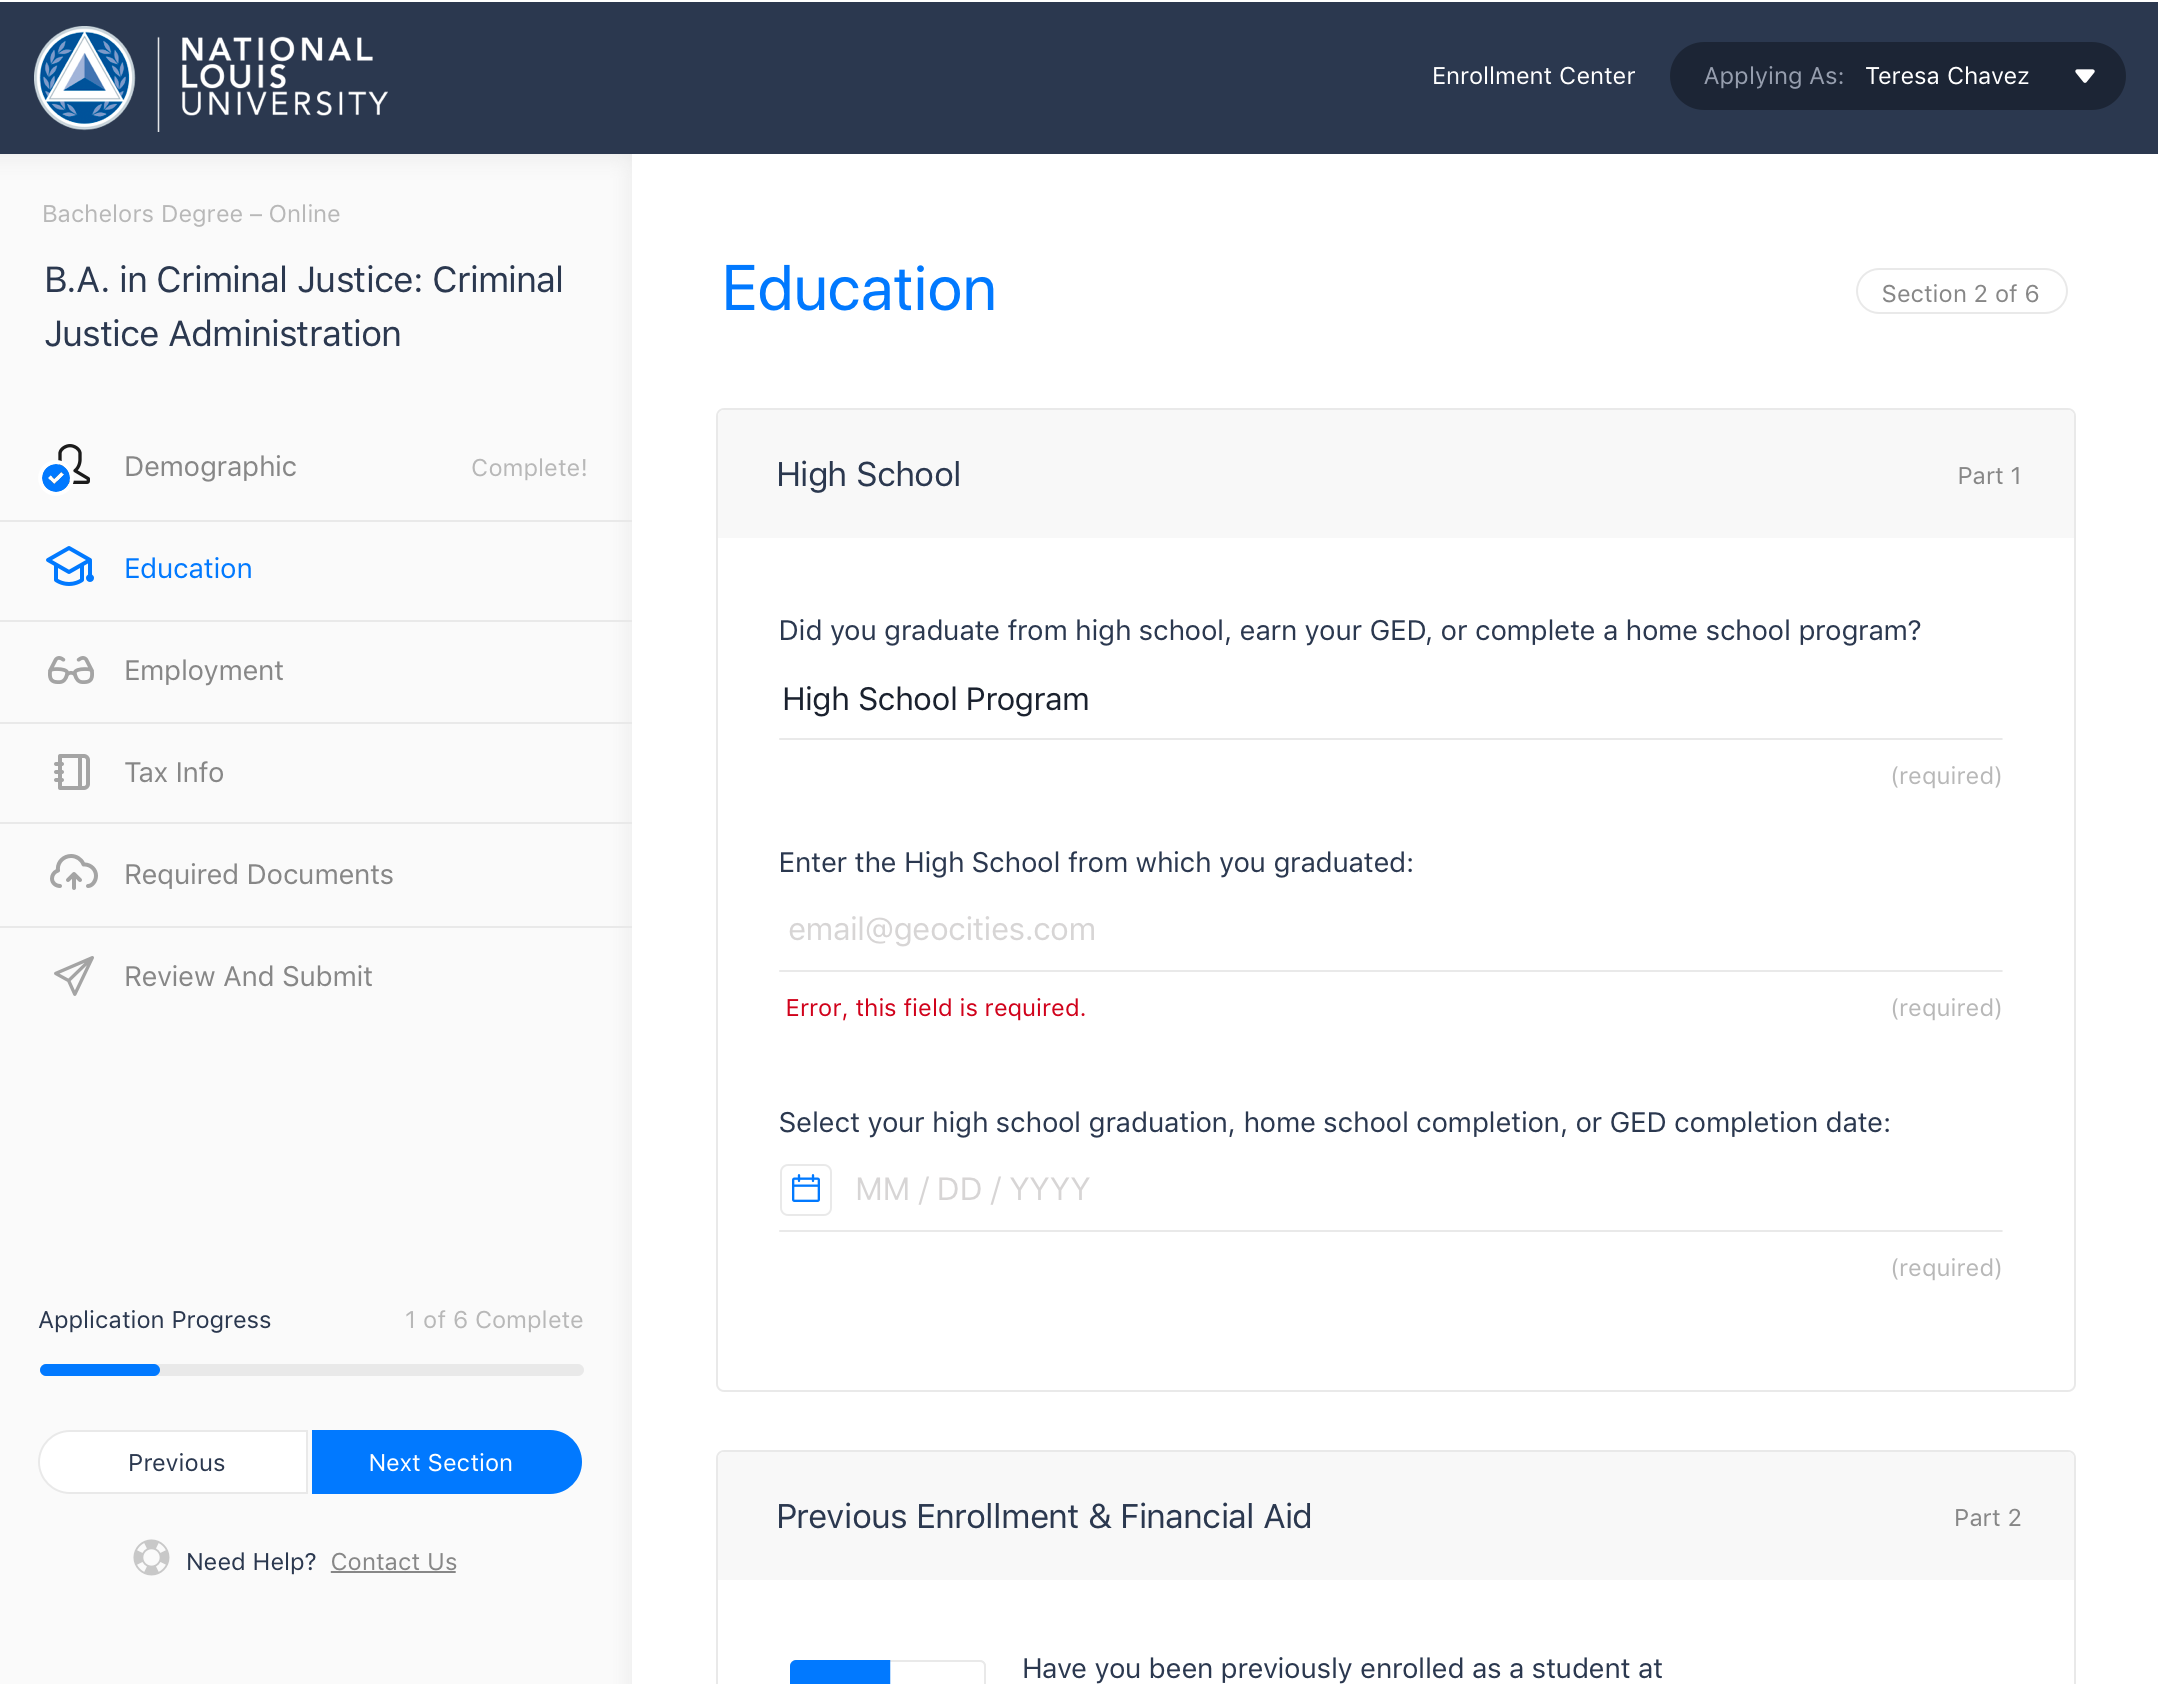 NATIONAL
LOUIS
UNIVERSITY
Enrollment Center
Applying As: Teresa Chavez
Bachelors Degree – Online
B.A. in Criminal Justice: Criminal
Justice Administration
Demographic
Complete!
Education
Employment
Tax Info
Required Documents
Review And Submit
Application Progress
1 of 6 Complete
Previous
Next Section
Need Help? Contact Us
Education
Section 2 of 6
High School
Part 1
Did you graduate from high school, earn your GED, or complete a home school program?
High School Program
(required)
Enter the High School from which you graduated:
email@geocities.com
Error, this field is required.
(required)
Select your high school graduation, home school completion, or GED completion date:
MM / DD / YYYY
(required)
Previous Enrollment & Financial Aid
Part 2
Have you been previously enrolled as a student at